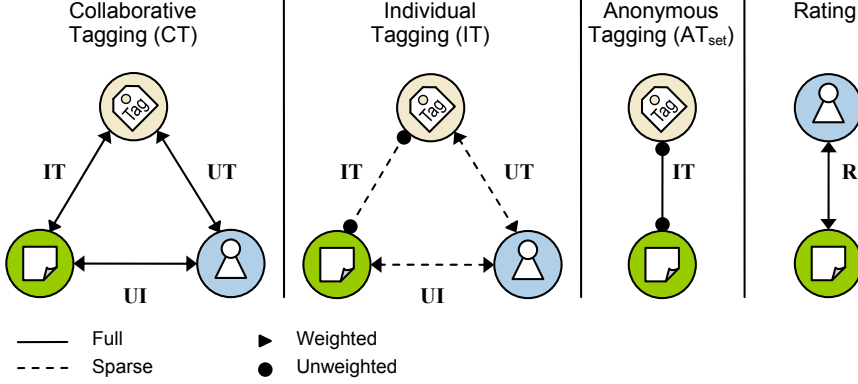 Collaborative
Tagging (CT)
Individual
Tagging (IT)
Anonymous
Tagging (ATset)
Rating
Tag
Tag
Tag
IT
UT
IT
UT
IT
R
UI
UI
Full
Weighted
Sparse
Unweighted